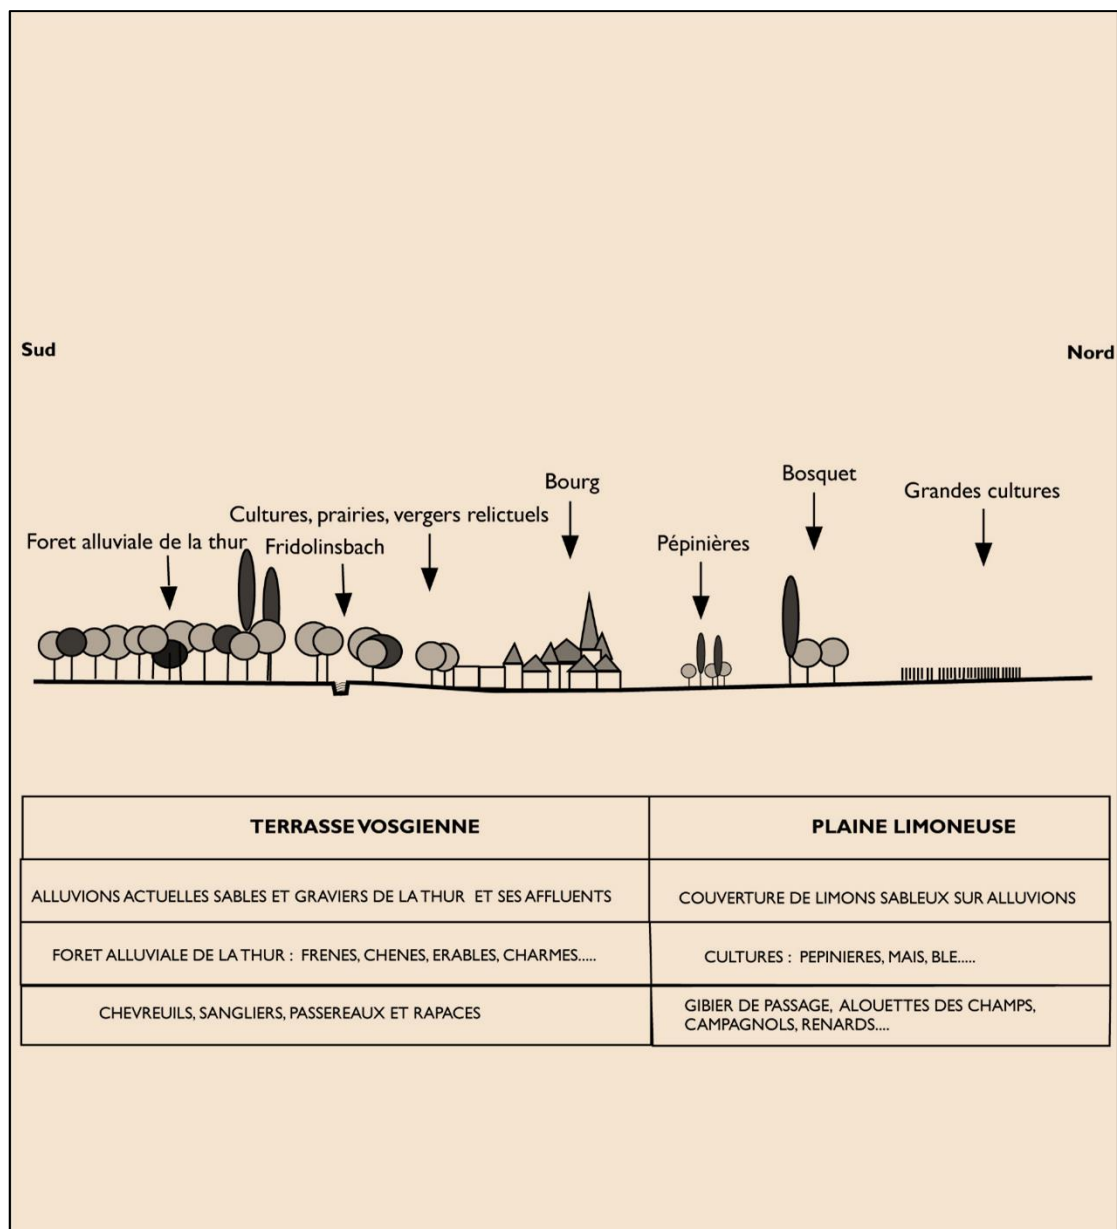 Sud
Nord
Bosquet
Bourg
Grandes cultures
Cultures, prairies, vergers relictuels
Foret alluviale de la thur
Fridolinsbach
Pépinières
TERRASSE VOSGIENNE
PLAINE LIMONEUSE
ALLUVIONS ACTUELLES SABLES ET GRAVIERS DE LA THUR ET SES AFFLUENTS
COUVERTURE DE LIMONS SABLEUX SUR ALLUVIONS
FORET ALLUVIALE DE LA THUR : FRENES, CHENES, ERABLES, CHARMES.....
CULTURES : PEPINIERES, MAIS, BLE.....
CHEVREUILS, SANGLIERS, PASSEREAUX ET RAPACES
GIBIER DE PASSAGE, ALOUETTES DES CHAMPS,
CAMPAGNOLS, RENARDS....